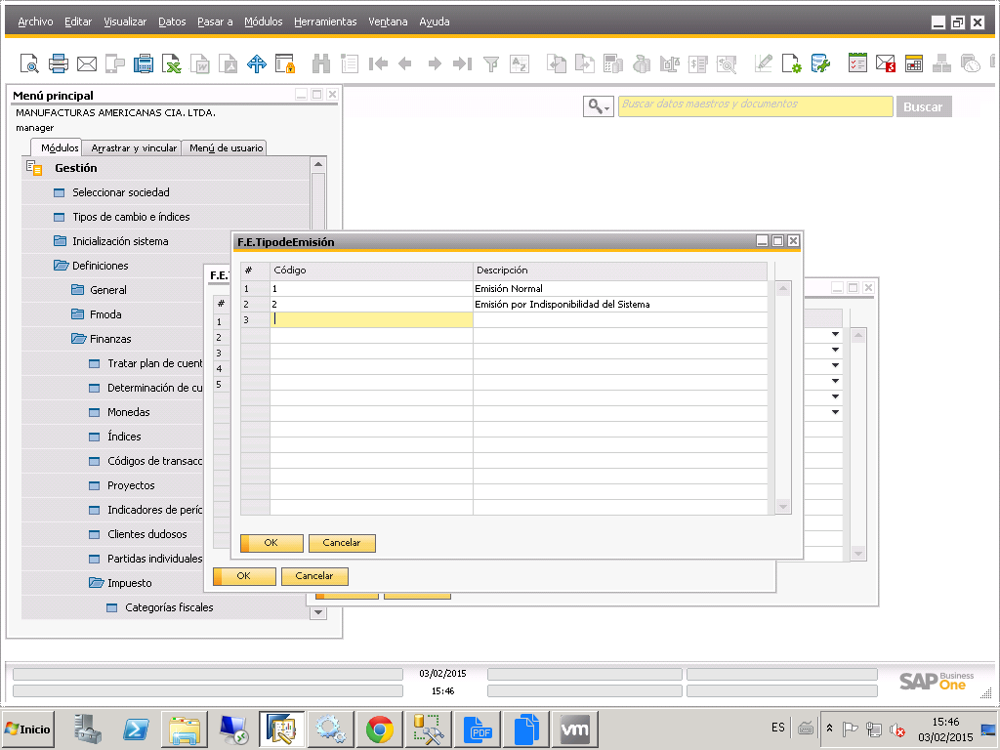 Archivo Editar Visualizar Datos Pasar a Módulos Herramientas Ventana Ayuda
Menú principal
MANUFACTURAS AMERICANAS CIA. LTDA.
manager
Buscar datos maestros y documentos
Buscar
Módulos Arrastrar y vincular Menú de usuario
Gestión
Seleccionar sociedad
Tipos de cambio e índices
Inicialización sistema
Definiciones
General
Fmoda
Finanzas
Tratar plan de cuent
Determinación de cu
Monedas
Índices
Códigos de transacc
Proyectos
Indicadores de períc
Clientes dudosos
Partidas individuales
Impuesto
Categorías fiscales
F.E.
#
1
2
3
4
5
OK Cancelar
F.E.TipodeEmisión
# Código Descripción
1 1 Emisión Normal
2 2 Emisión por Indisponibilidad del Sistema
3
OK Cancelar
03/02/2015
15:46
SAP Business One
Inicio
PDF
vm
ES
15:46
03/02/2015